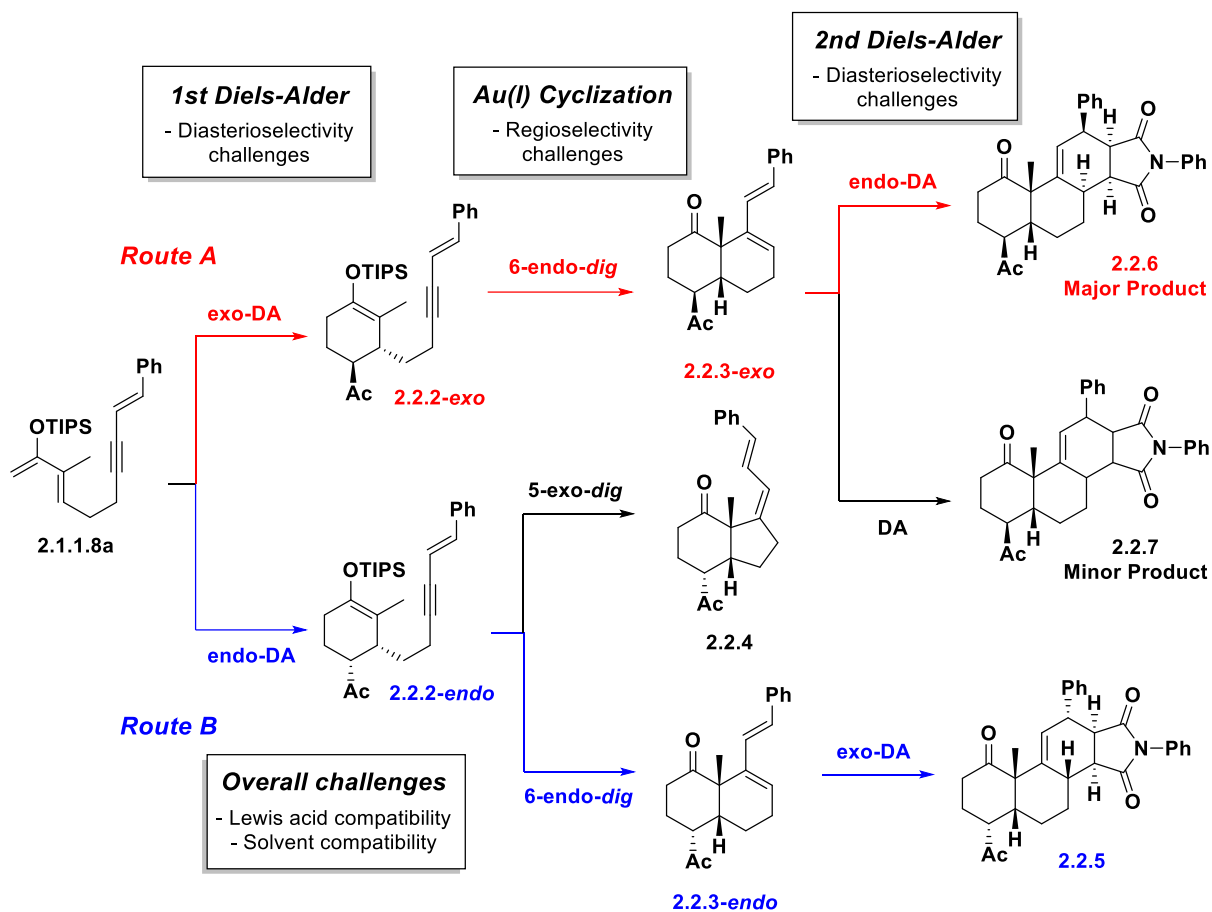 1st Diels-Alder
- Diasterioselectivity
challenges
Au(I) Cyclization
- Regioselectivity
challenges
2nd Diels-Alder
- Diasterioselectivity
challenges
Route A
OTIPS
Ph
2.1.1.8a
exo-DA
endo-DA
OTIPS
Ph
Ac
2.2.2-exo
6-endo-dig
O
Ph
H
Ac
2.2.3-exo
endo-DA
Ph
H
O
N
Ph
O
H
H
O
H
Ac
2.2.6
Major Product
DA
Ph
O
N
Ph
O
O
H
Ac
2.2.7
Minor Product
Route B
OTIPS
Ph
Ac
2.2.2-endo
5-exo-dig
Ph
O
H
Ac
2.2.4
6-endo-dig
O
Ph
H
Ac
2.2.3-endo
exo-DA
Ph
H
O
N
Ph
O
H
H
O
H
Ac
2.2.5
Overall challenges
- Lewis acid compatibility
- Solvent compatibility